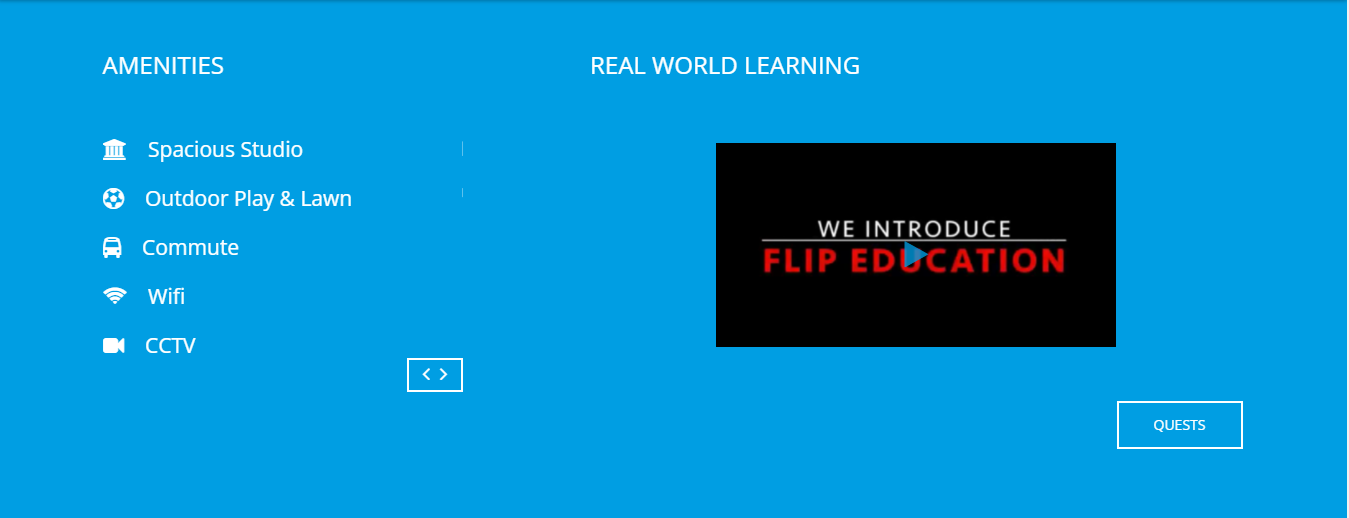 AMENITIES
Spacious Studio
Outdoor Play & Lawn
Commute
Wifi
CCTV
REAL WORLD LEARNING
WE INTRODUCE
FLIP EDUCATION
QUESTS